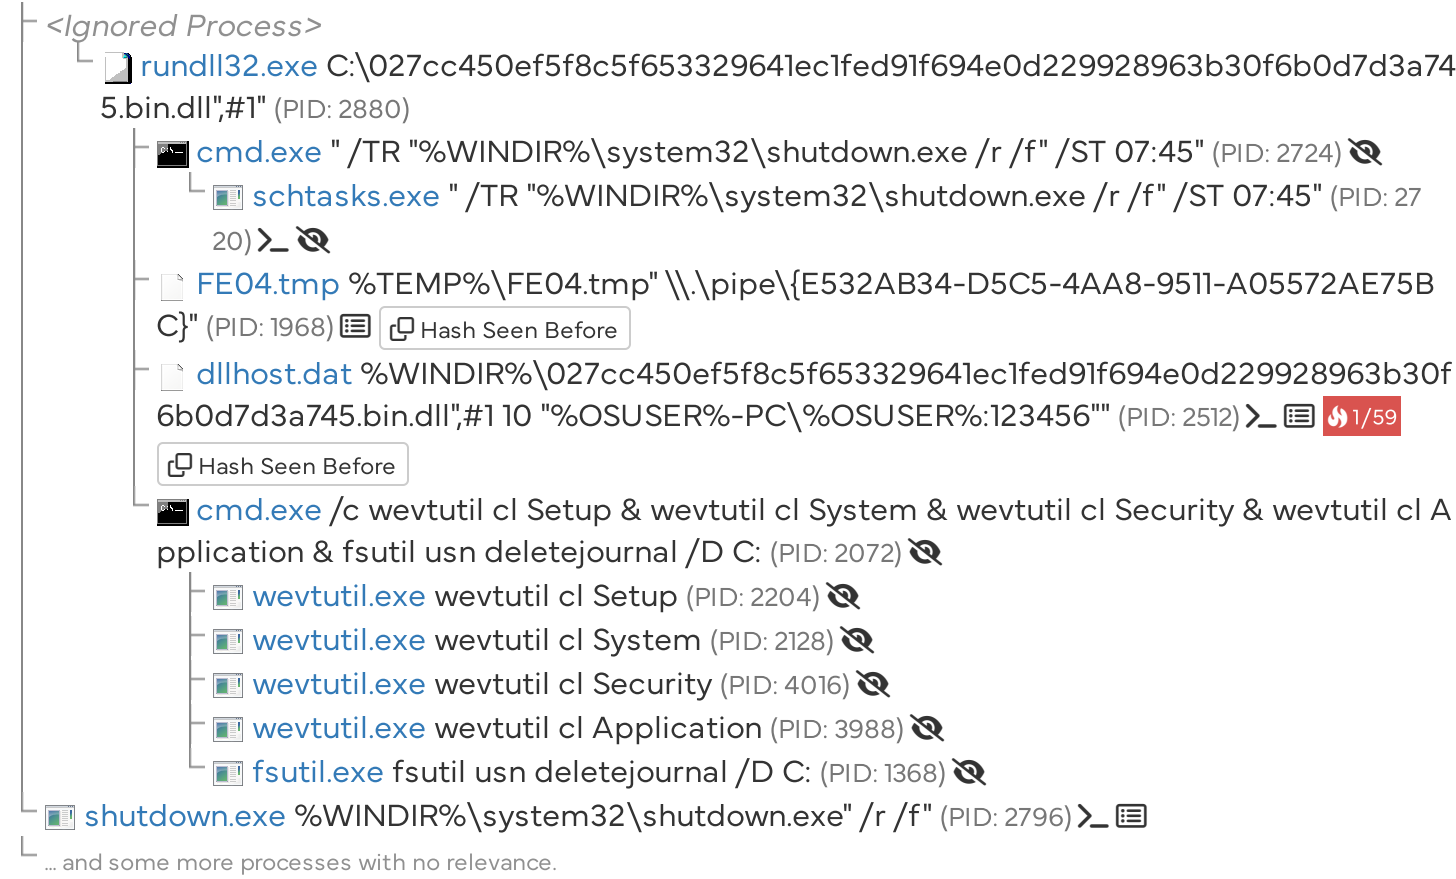 <Ignored Process>
rundll32.exe C:\027cc450ef5f8c5f653329641ec1fed91f694e0d229928963b30f6b0d7d3a74
5.bin.dll",#1" (PID: 2880)
cmd.exe " /TR "%WINDIR%\system32\shutdown.exe /r /f" /ST 07:45" (PID: 2724)
schtasks.exe " /TR "%WINDIR%\system32\shutdown.exe /r /f" /ST 07:45" (PID: 27
20)
FE04.tmp %TEMP%\FE04.tmp" \\.\pipe\{E532AB34-D5C5-4AA8-9511-A05572AE75B
C}" (PID: 1968) Hash Seen Before
dllhost.dat %WINDIR%\027cc450ef5f8c5f653329641ec1fed91f694e0d229928963b30f
6b0d7d3a745.bin.dll",#1 10 "%OSUSER%-PC\%OSUSER%:123456"" (PID: 2512) 1/59
Hash Seen Before
cmd.exe /c wevtutil cl Setup & wevtutil cl System & wevtutil cl Security & wevtutil cl A
pplication & fsutil usn deletejournal /D C: (PID: 2072)
wevtutil.exe wevtutil cl Setup (PID: 2204)
wevtutil.exe wevtutil cl System (PID: 2128)
wevtutil.exe wevtutil cl Security (PID: 4016)
wevtutil.exe wevtutil cl Application (PID: 3988)
fsutil.exe fsutil usn deletejournal /D C: (PID: 1368)
shutdown.exe %WINDIR%\system32\shutdown.exe" /r /f" (PID: 2796)
... and some more processes with no relevance.